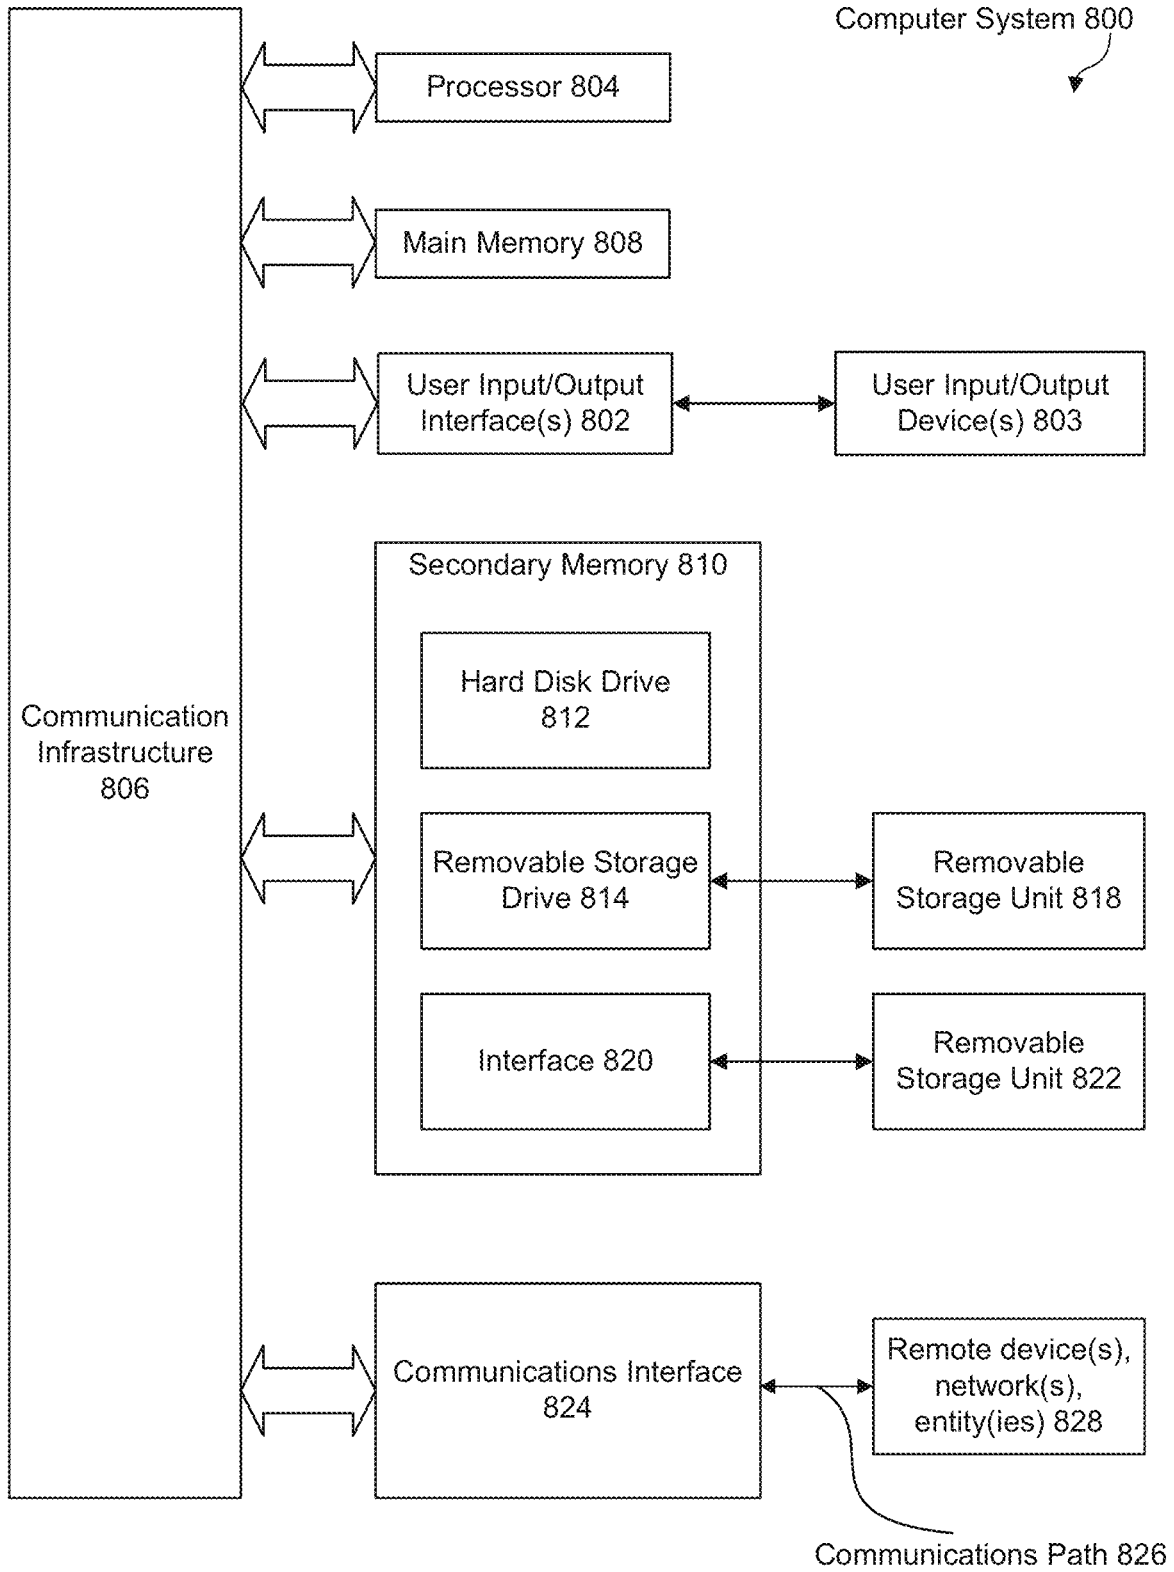 Computer System 800
Processor 804
Main Memory 808
User Input/Output
Interface(s) 802
User Input/Output
Device(s) 803
Secondary Memory 810
Hard Disk Drive
812
Communication
Infrastructure
806
Removable Storage
Drive 814
Removable
Storage Unit 818
Interface 820
Removable
Storage Unit 822
Communications Interface
824
Remote device(s),
network(s),
entity(ies) 828
Communications Path 826